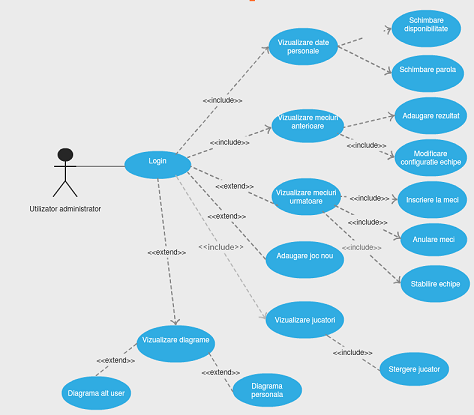 Schimbare
disponibilitate
Vizualizare date
personale
Schimbare parola
<<include>>
Adaugare rezultat
Vizualizare meciuri
anterioare
<<include>>
<<include>>
Modificare
configuratie echipe
Login
<<extend>>
Vizualizare meciuri
urmatoare
<<include>>
Inscriere la meci
Utilizator administrator
<<extend>>
<<include>>
Anulare meci
<<include>>
<<include>>
<<extend>>
Adaugare joc nou
Stabilire echipe
Vizualizare jucatori
Vizualizare diagrame
<<include>>
<<extend>>
<<extend>>
Stergere jucator
Diagrama alt user
Diagrama
personala